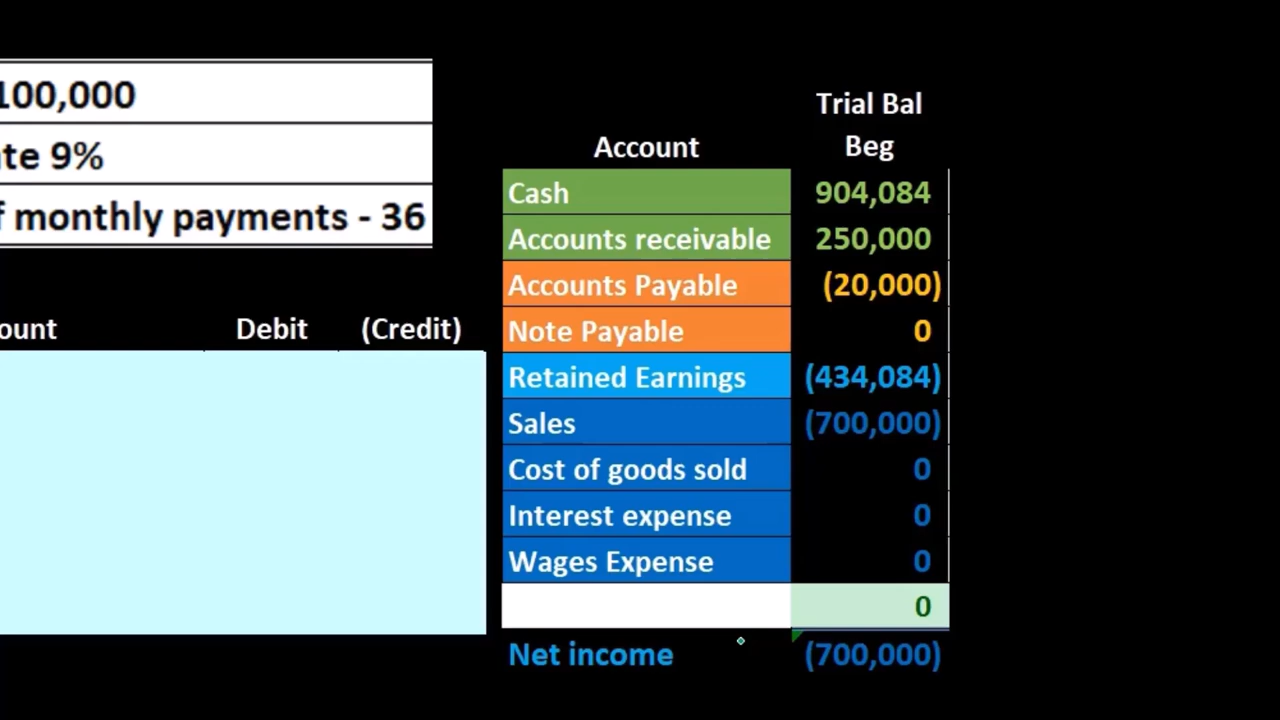 100,000
te 9%
monthly payments - 36
ount Debit (Credit)
Trial Bal
Account Beg
Cash 904,084
Accounts receivable 250,000
Accounts Payable (20,000)
Note Payable 0
Retained Earnings (434,084)
Sales (700,000)
Cost of goods sold 0
Interest expense 0
Wages Expense 0
0
Net income (700,000)